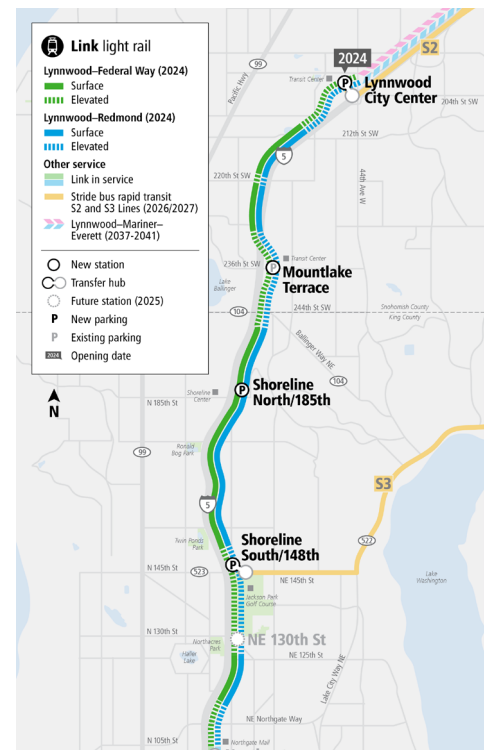 Link light rail
Lynnwood–Federal Way (2024)
Surface
Elevated
Lynnwood–Redmond (2024)
Surface
Elevated
Other service
Link in service
Stride bus rapid transit
S2 and S3 Lines (2026/2027)
Lynnwood–Mariner–
Everett (2037-2041)
New station
Transfer hub
Future station (2025)
P New parking
P Existing parking
2024 Opening date
N
S2
2024
99
Transit Center
P
Lynnwood
City Center
Pacific Hwy
204th St SW
212th St SW
5
220th St SW
44th Ave W
236th St SW
Transit Center
P
Mountlake
Terrace
Lake
Ballinger
104
244th St SW
Snohomish County
King County
Ballinger Way NE
104
Shoreline
Center
P
Shoreline
North/185th
N 185th St
99
Ronald
Bog Park
S3
5
522
Twin Ponds
Park
Shoreline
South/148th
P
N 145th St
523
NE 145th St
Lake
Washington
Jackson Park
Golf Course
N 130th St
Northacres
Park
NE 130th St
Haller
Lake
NE 125th St
Lake City Way NE
NE Northgate Way
N 105th St
Northgate Mall